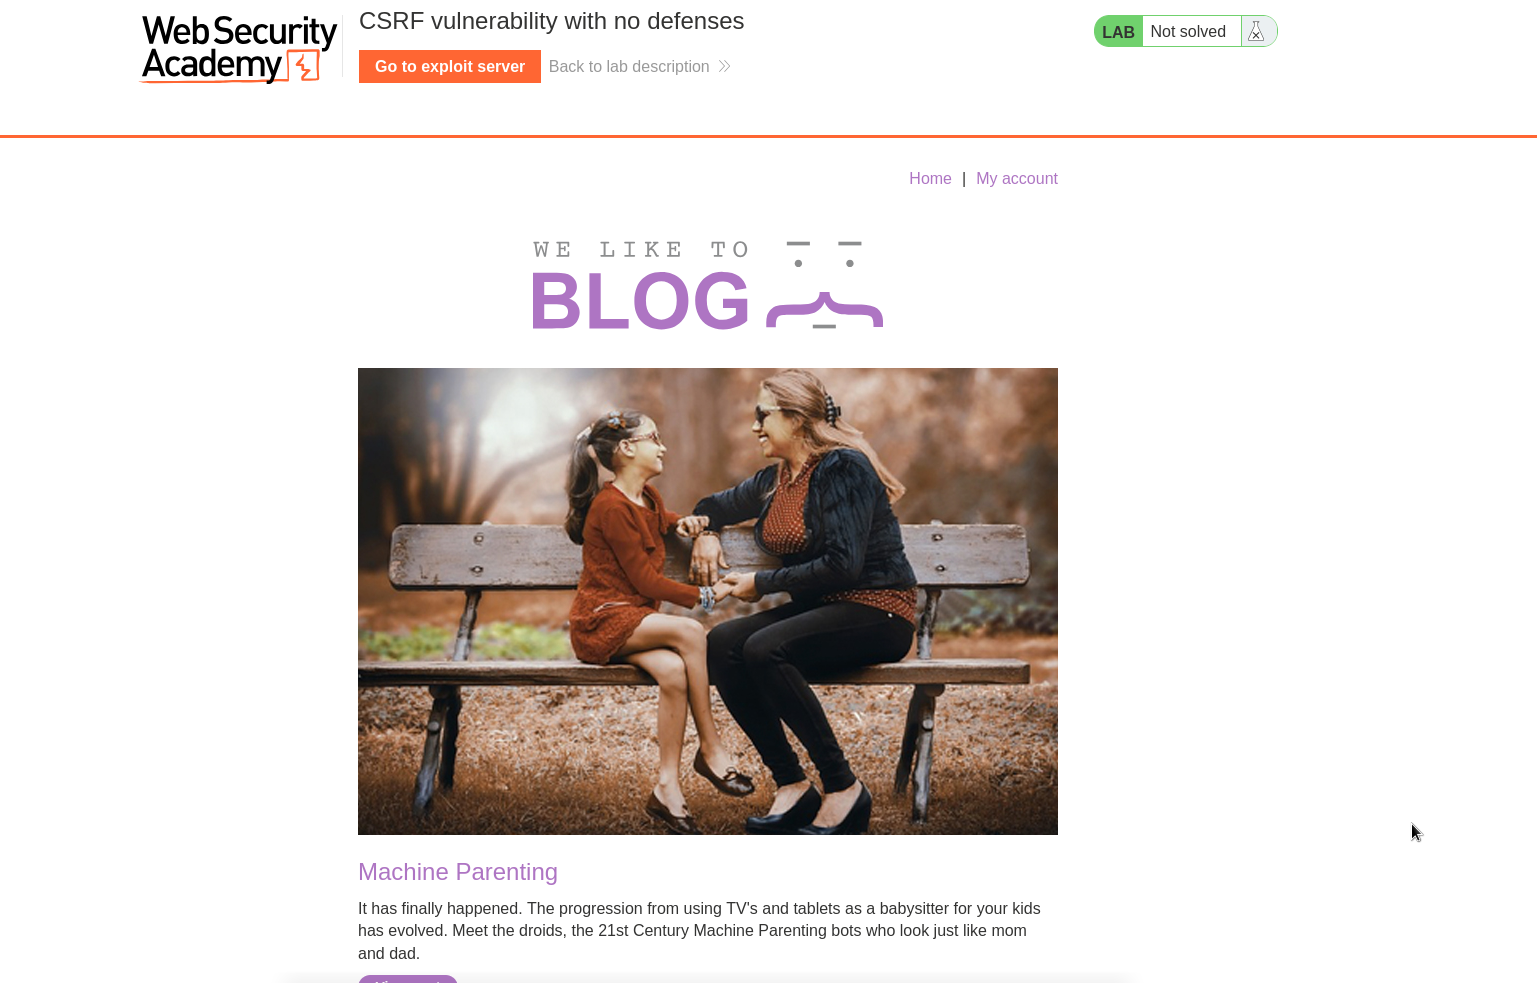 Web Security
Academy
CSRF vulnerability with no defenses
Go to exploit server
Back to lab description
LAB
Not solved
Home | My account
WE LIKE TO
BLOG
Machine Parenting
It has finally happened. The progression from using TV's and tablets as a babysitter for your kids
has evolved. Meet the droids, the 21st Century Machine Parenting bots who look just like mom
and dad.